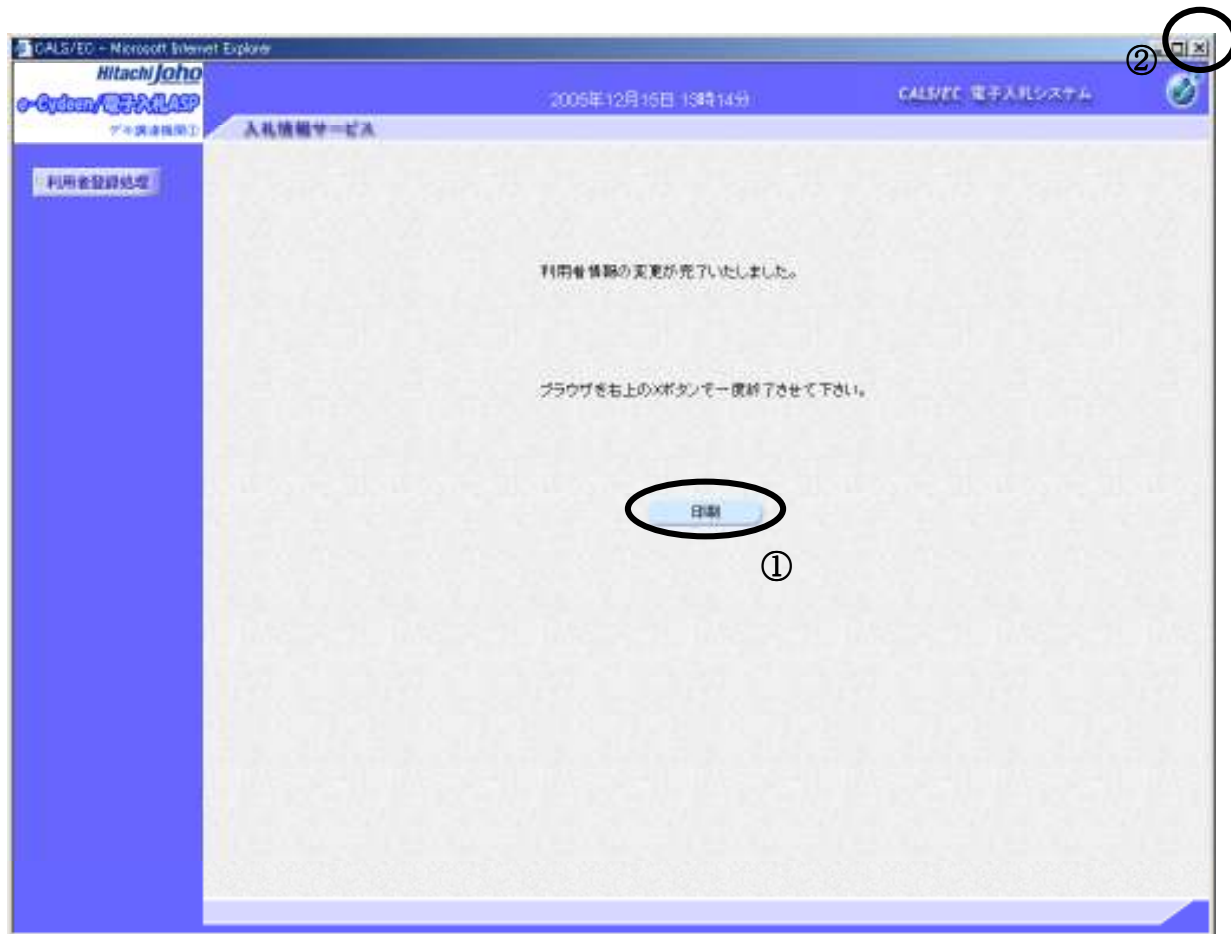 CALS/EC - Microsoft Internet Explorer
②
Hitachi Joho
e-Cydeen/電子入札ASP
2005年12月15日 13時14分
CALS/EC 電子入札システム
入札情報サービス
利用者登録処理
利用者情報の変更が完了いたしました。
ブラウザを右上の×ボタンで一度終了させて下さい。
印刷
①